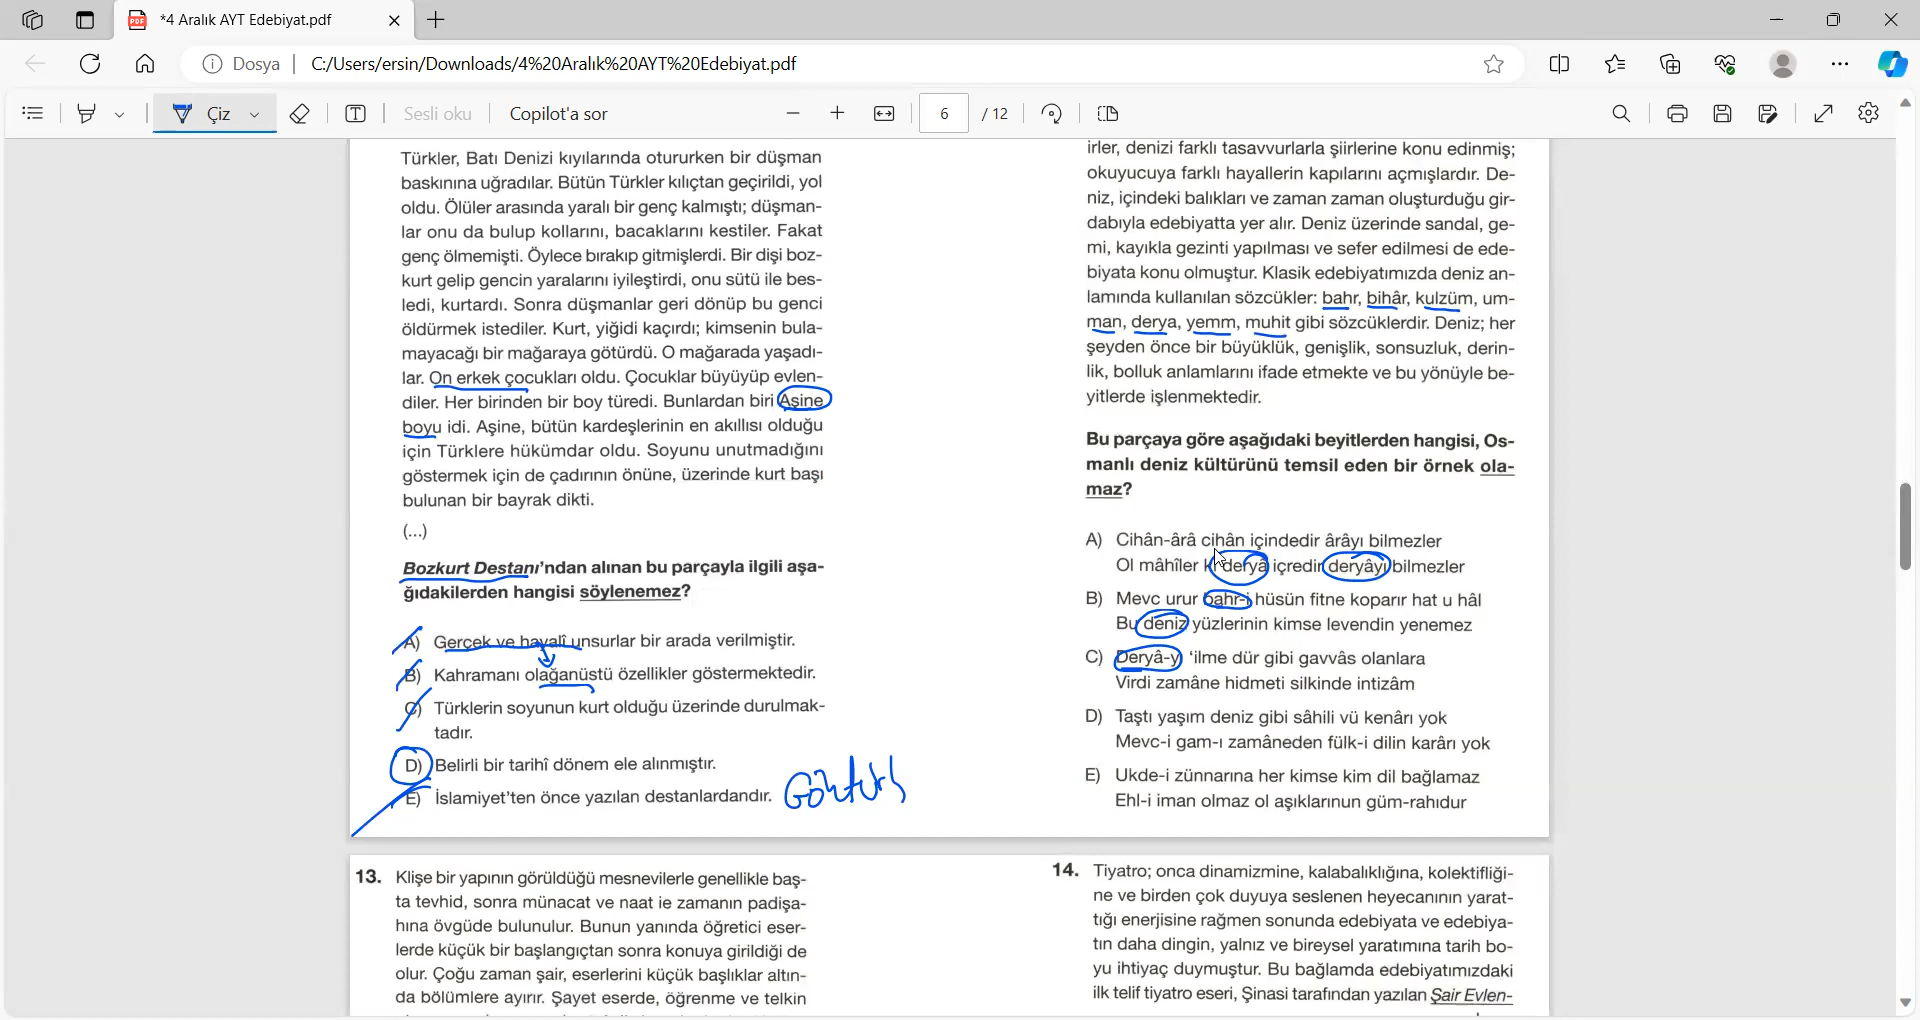 *4 Aralık AYT Edebiyat.pdf
Dosya
C:/Users/ersin/Downloads/4%20Aralık%20AYT%20Edebiyat.pdf
Çiz
Sesli oku
Copilot'a sor
6
/ 12
Türkler, Batı Denizi kıyılarında otururken bir düşman
baskınına uğradılar. Bütün Türkler kılıçtan geçirildi, yol
oldu. Ölüler arasında yaralı bir genç kalmıştı; düşman-
lar onu da bulup kollarını, bacaklarını kestiler. Fakat
genç ölmemişti. Öylece bırakıp gitmişlerdi. Bir dişi boz-
kurt gelip gencin yaralarını iyileştirdi, onu sütü ile bes-
ledi, kurtardı. Sonra düşmanlar geri dönüp bu genci
öldürmek istediler. Kurt, yiğidi kaçırdı; kimsenin bula-
mayacağı bir mağaraya götürdü. O mağarada yaşadı-
lar. On erkek çocukları oldu. Çocuklar büyüyüp evlen-
diler. Her birinden bir boy türedi. Bunlardan biri Aşine
boyu idi. Aşine, bütün kardeşlerinin en akıllısı olduğu
için Türklere hükümdar oldu. Soyunu unutmadığını
göstermek için de çadırının önüne, üzerinde kurt başı
bulunan bir bayrak dikti.
(...)
Bozkurt Destanı'ndan alınan bu parçayla ilgili aşa-
ğıdakilerden hangisi söylenemez?
A) Gerçek ve hayalî unsurlar bir arada verilmiştir.
B) Kahramanı olağanüstü özellikler göstermektedir.
C) Türklerin soyunun kurt olduğu üzerinde durulmak-
tadır.
D) Belirli bir tarihî dönem ele alınmıştır.
E) İslamiyet'ten önce yazılan destanlardandır.
irler, denizi farklı tasavvurlarla şiirlerine konu edinmiş;
okuyucuya farklı hayallerin kapılarını açmışlardır. De-
niz, içindeki balıkları ve zaman zaman oluşturduğu gir-
dabıyla edebiyatta yer alır. Deniz üzerinde sandal, ge-
mi, kayıkla gezinti yapılması ve sefer edilmesi de ede-
biyata konu olmuştur. Klasik edebiyatımızda deniz an-
lamında kullanılan sözcükler: bahr, bihâr, kulzüm, um-
man, derya, yemm, muhit gibi sözcüklerdir. Deniz; her
şeyden önce bir büyüklük, genişlik, sonsuzluk, derin-
lik, bolluk anlamlarını ifade etmekte ve bu yönüyle be-
yitlerde işlenmektedir.
Bu parçaya göre aşağıdaki beyitlerden hangisi, Os-
manlı deniz kültürünü temsil eden bir örnek ola-
maz?
A) Cihân-ârâ cihân içindedir ârâyı bilmezler
Ol mâhîler deryâ içredir deryâyı bilmezler
B) Mevc urur bahr-i hüsün fitne koparır hat u hâl
Bu deniz yüzlerinin kimse levendin yenemez
C) Deryâ-y 'ilme dür gibi gavvâs olanlara
Virdi zamâne hidmeti silkinde intizâm
D) Taştı yaşım deniz gibi sâhili vü kenârı yok
Mevc-i gam-ı zamâneden fülk-i dilin karârı yok
E) Ukde-i zünnarına her kimse kim dil bağlamaz
Ehl-i iman olmaz ol aşıklarınun güm-rahıdur
13. Klişe bir yapının görüldüğü mesnevilerle genellikle baş-
ta tevhid, sonra münacat ve naat ie zamanın padişa-
hına övgüde bulunulur. Bunun yanında öğretici eser-
lerde küçük bir başlangıçtan sonra konuya girildiği de
olur. Çoğu zaman şair, eserlerini küçük başlıklar altın-
da bölümlere ayırır. Şayet eserde, öğrenme ve telkin
14. Tiyatro; onca dinamizmine, kalabalıklığına, kolektifliği-
ne ve birden çok duyuya seslenen heyecanının yarat-
tığı enerjisine rağmen sonunda edebiyata ve edebiya-
tın daha dingin, yalnız ve bireysel yaratımına tarih bo-
yu ihtiyaç duymuştur. Bu bağlamda edebiyatımızdaki
ilk telif tiyatro eseri, Şinasi tarafından yazılan Şair Evlen-